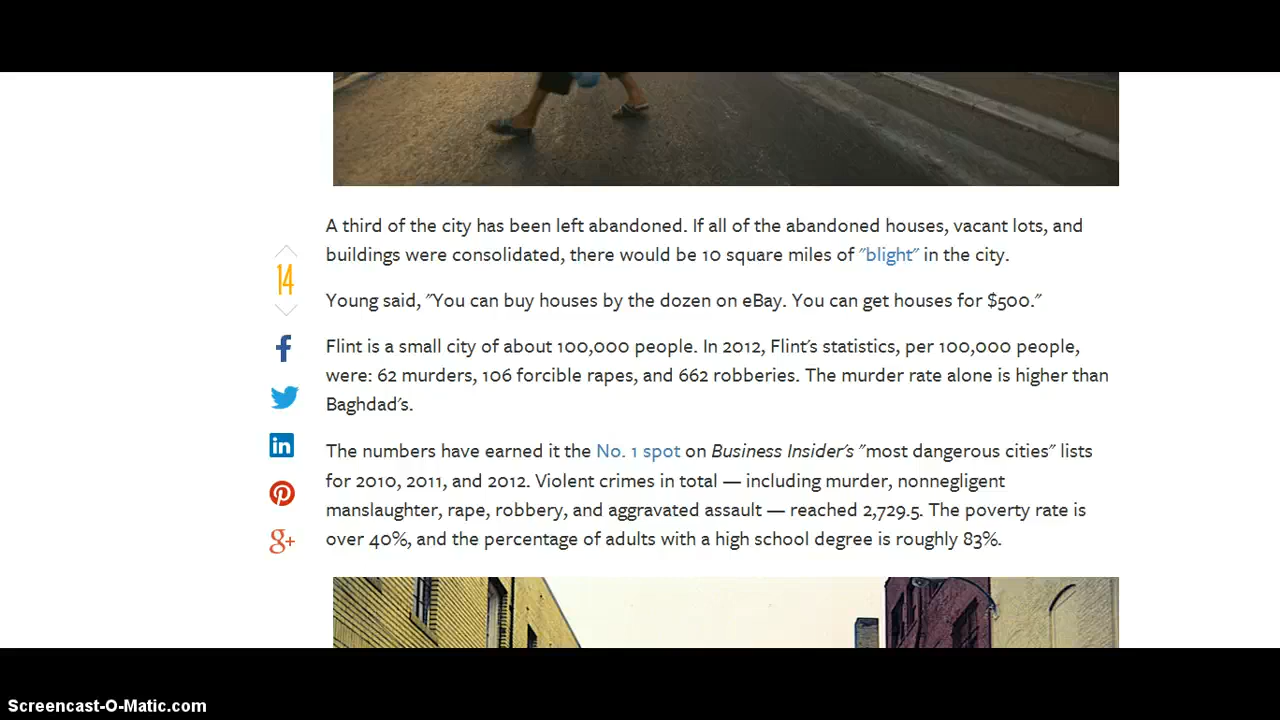 A third of the city has been left abandoned. If all of the abandoned houses, vacant lots, and
buildings were consolidated, there would be 10 square miles of "blight" in the city.
14
Young said, "You can buy houses by the dozen on eBay. You can get houses for $500."
Flint is a small city of about 100,000 people. In 2012, Flint's statistics, per 100,000 people,
were: 62 murders, 106 forcible rapes, and 662 robberies. The murder rate alone is higher than
Baghdad's.
The numbers have earned it the No. 1 spot on Business Insider's "most dangerous cities" lists
for 2010, 2011, and 2012. Violent crimes in total — including murder, nonnegligent
manslaughter, rape, robbery, and aggravated assault — reached 2,729.5. The poverty rate is
over 40%, and the percentage of adults with a high school degree is roughly 83%.
f
in
g+
Screencast-O-Matic.com